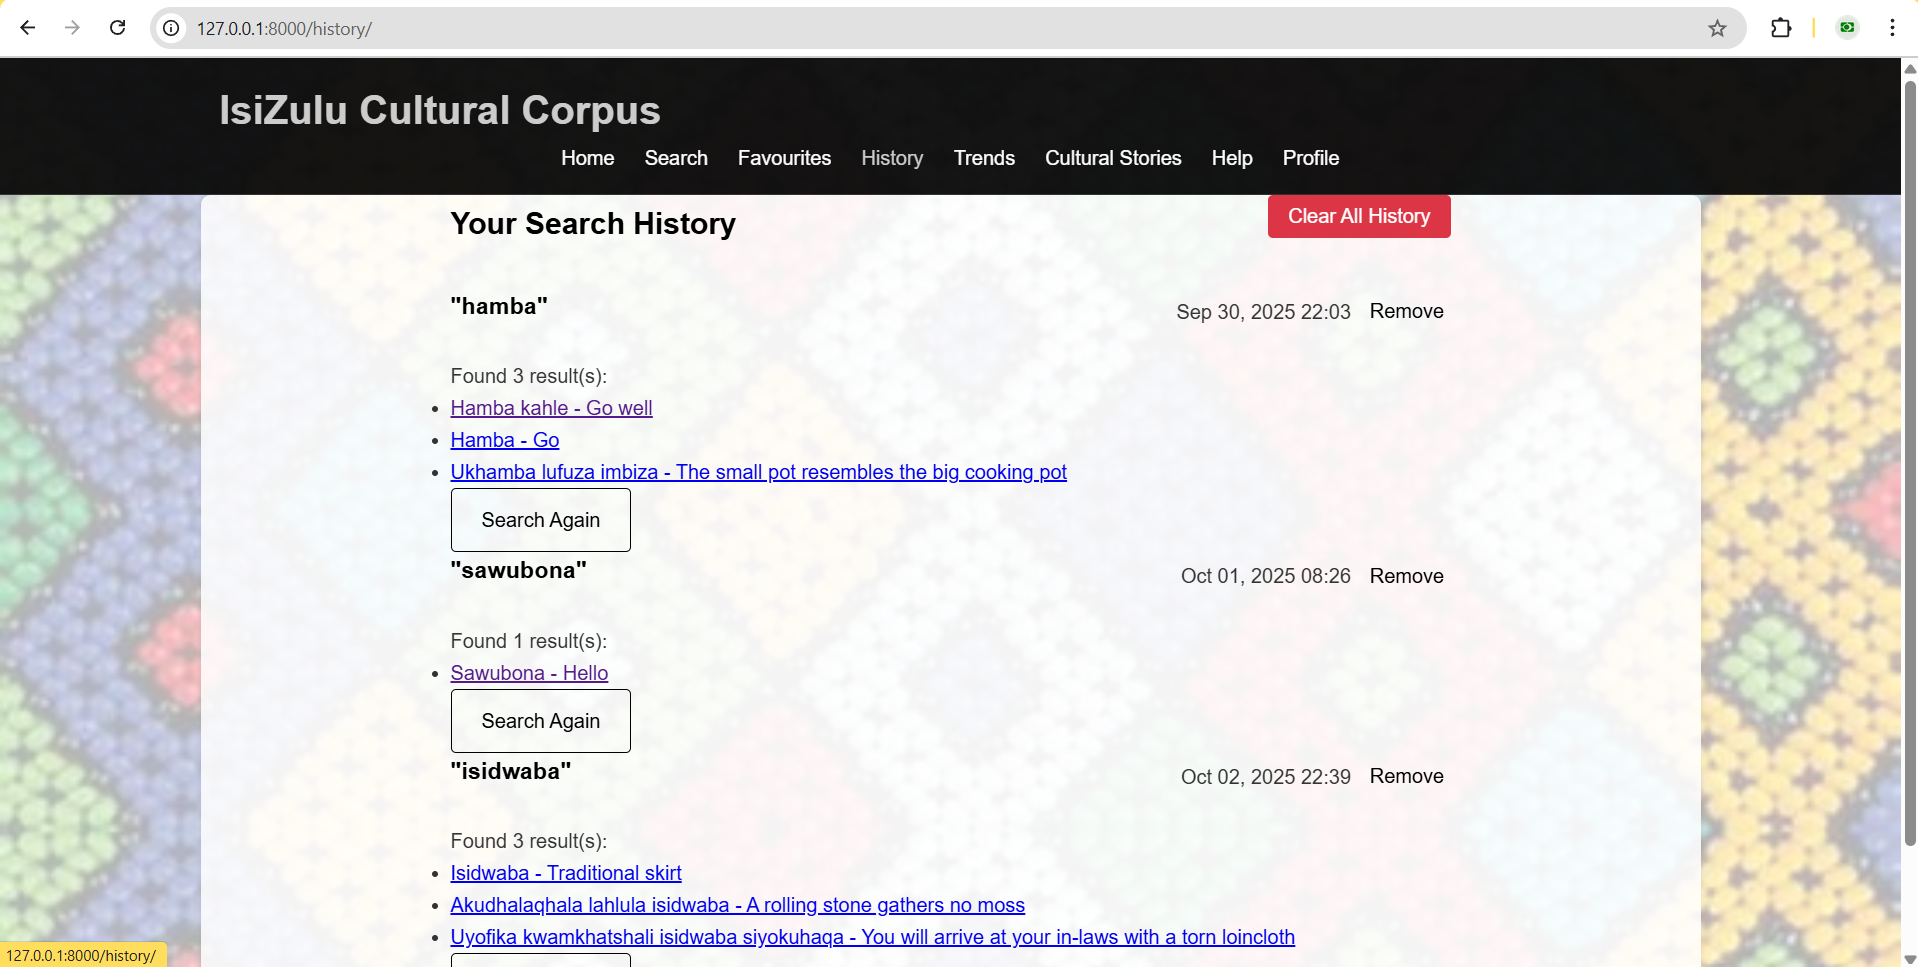 127.0.0.1:8000/history/
IsiZulu Cultural Corpus
Home Search Favourites History Trends Cultural Stories Help Profile
Your Search History
Clear All History
"hamba"
Sep 30, 2025 22:03 Remove
Found 3 result(s):
Hamba kahle - Go well
Hamba - Go
Ukhamba lufuza imbiza - The small pot resembles the big cooking pot
Search Again
"sawubona"
Oct 01, 2025 08:26 Remove
Found 1 result(s):
Sawubona - Hello
Search Again
"isidwaba"
Oct 02, 2025 22:39 Remove
Found 3 result(s):
Isidwaba - Traditional skirt
Akudhalaqhala lahlula isidwaba - A rolling stone gathers no moss
Uyofika kwamkhatshali isidwaba siyokuhaqa - You will arrive at your in-laws with a torn loincloth
127.0.0.1:8000/history/